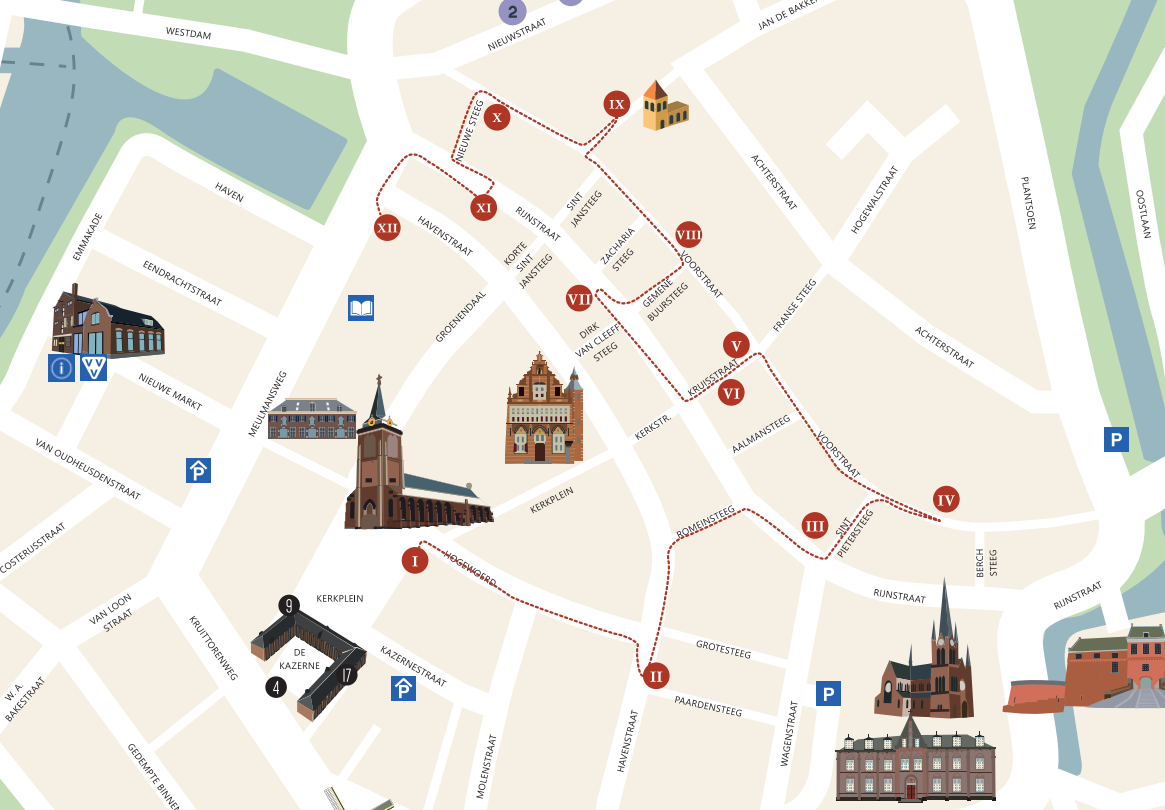 2
NIEUWSTRAAT
JAN DE BAKKER
WESTDAM
IX
X
NIEUWE STEEG
XI
XII
HAVEN
EMMAKADE
EENDRACHTSTRAAT
HAVENSTRAAT
RIJNSTRAAT
SINT
JANSTEEG
KORTE
SINT
JANSTEEG
ZACHARIA
STEEG
VIII
VOORSTRAAT
ACHTERSTRAAT
HOGEWALSTRAAT
PLANTSOEN
OOSTLAAN
GROENENDAAL
VII
GEMENE
BUURSTEEG
DIRK
VAN CLEEFF
STEEG
FRANSE STEEG
ACHTERSTRAAT
V
KRUISSTRAAT
VI
i
VVV
NIEUWE MARKT
MEULMANSWEG
VAN OUDHEUSDENSTRAAT
P
KERKSTR.
AALMANSTEEG
VOORSTRAAT
P
KERKPLEIN
IV
III
ROMEINSTEEG
SINT
PIETERSTEEG
COSTERUSSTRAAT
I
HOGEWOERD
BERCH
STEEG
RIJNSTRAAT
RIJNSTRAAT
VAN LOON
STRAAT
9
KERKPLEIN
KRUITTORENWEG
DE
KAZERNE
4
17
KAZERNESTRAAT
P
II
GROTESTEEG
PAARDENSTEEG
P
W. A.
BAKESTRAAT
GEDEMPTE BINNEN
MOLENSTRAAT
HAVENSTRAAT
WAGENSTRAAT